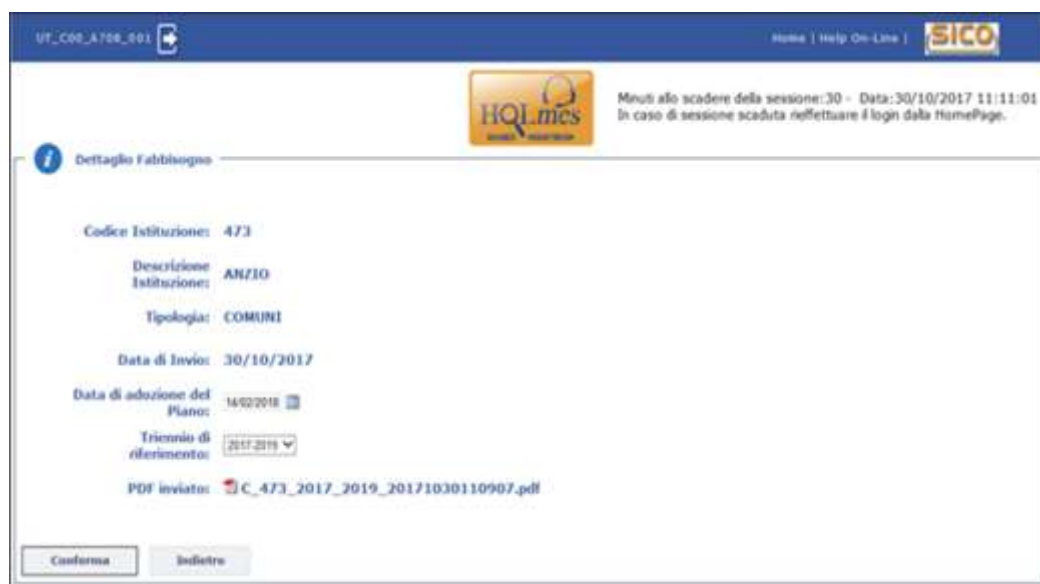 UT_C00_A708_001
Home | Help On-Line |
SICO
HQL.mcs
Minuti allo scadere della sessione:30 - Data:30/10/2017 11:11:01
In caso di sessione scaduta rieffettuare il login dalla HomePage.
Dettaglio Fabbisogno
Codice Istituzione: 473
Descrizione
Istituzione: ANZIO
Tipologia: COMUNI
Data di Invio: 30/10/2017
Data di adozione del
Piano: 14/02/2018
Triennio di
riferimento: 2017-2019
PDF inviato: C_473_2017_2019_20171030110907.pdf
Conferma
Indietro